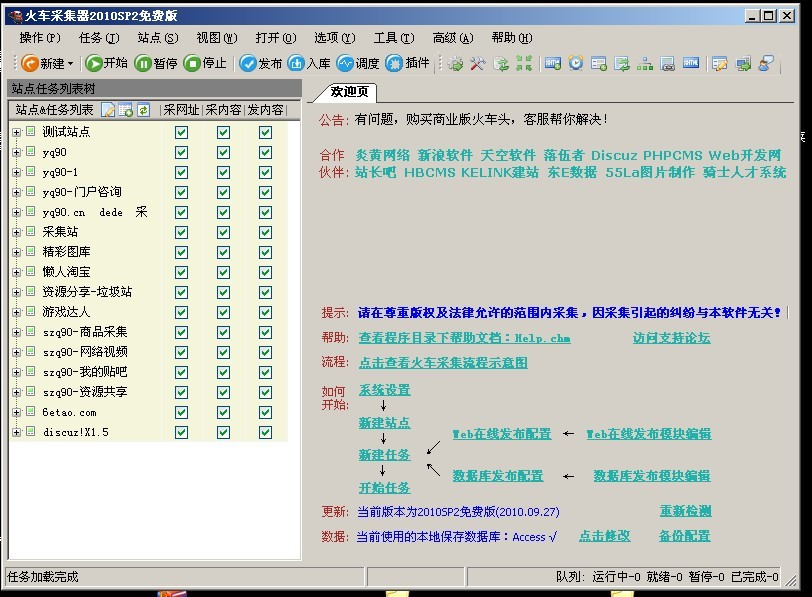 火车采集器2010SP2免费版
操作(P) 任务(J) 站点(S) 视图(W) 打开(O) 选项(Y) 工具(T) 高级(A) 帮助(H)
新建 开始 暂停 停止 发布 入库 调度 插件
站点任务列表树
站点&任务列表 采网址 采内容 发内容
测试站点
yq90
yq90-1
yq90-门户咨询
yq90.cn dede 采
采集站
精彩图库
懒人淘宝
资源分享-垃圾站
游戏达人
szq90-商品采集
szq90-网络视频
szq90-我的贴吧
szq90-资源共享
6etao.com
discuz!X1.5
欢迎页
公告: 有问题，购买商业版火车头，客服帮你解决！
合作 炎黄网络 新浪软件 天空软件 落伍者 Discuz PHPCMS Web开发网
伙伴: 站长吧 HBCMS KELINK建站 东E数据 55La图片制作 骑士人才系统
提示: 请在尊重版权及法律允许的范围内采集，因采集引起的纠纷与本软件无关！
帮助: 查看程序目录下帮助文档：Help.chm 访问支持论坛
流程: 点击查看火车采集流程示意图
如何
开始:
系统设置
↓
新建站点
↓
Web在线发布配置 ← Web在线发布模块编辑
新建任务
↓
数据库发布配置 ← 数据库发布模块编辑
开始任务
更新: 当前版本为2010SP2免费版(2010.09.27) 重新检测
数据: 当前使用的本地保存数据库：Access √ 点击修改 备份配置
任务加载完成
队列: 运行中-0 就绪-0 暂停-0 已完成-0